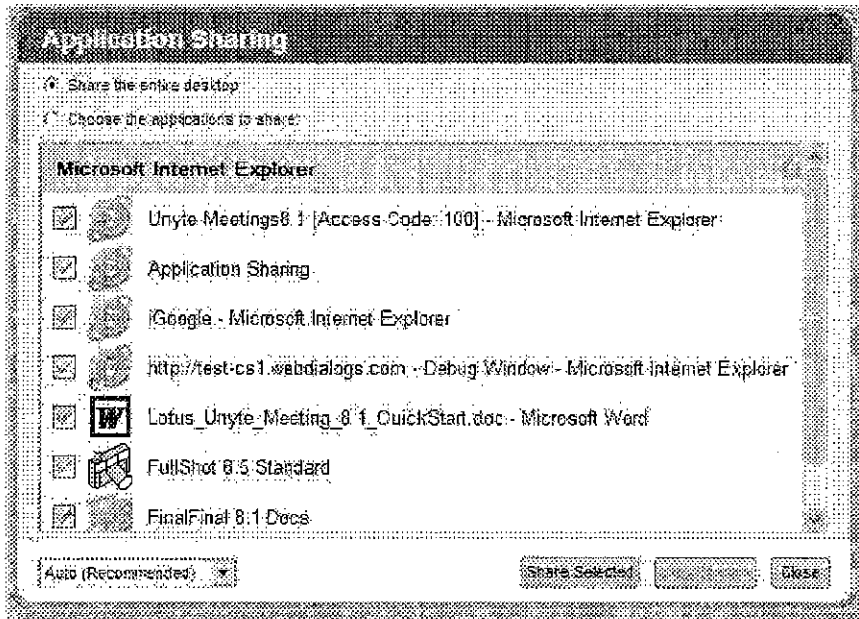 Application Sharing
Share the entire desktop
Choose the applications to share:
Microsoft Internet Explorer
Unyte Meetings8.1 [Access Code: 100] - Microsoft Internet Explorer
Application Sharing
iGoogle - Microsoft Internet Explorer
http://test-cs1.webdialogs.com - Debug Window - Microsoft Internet Explorer
Lotus_Unyte_Meeting_8.1_QuickStart.doc - Microsoft Word
FullShot 8.5 Standard
FinalFinal 8.1 Docs
Auto (Recommended)
Share Selected
Close